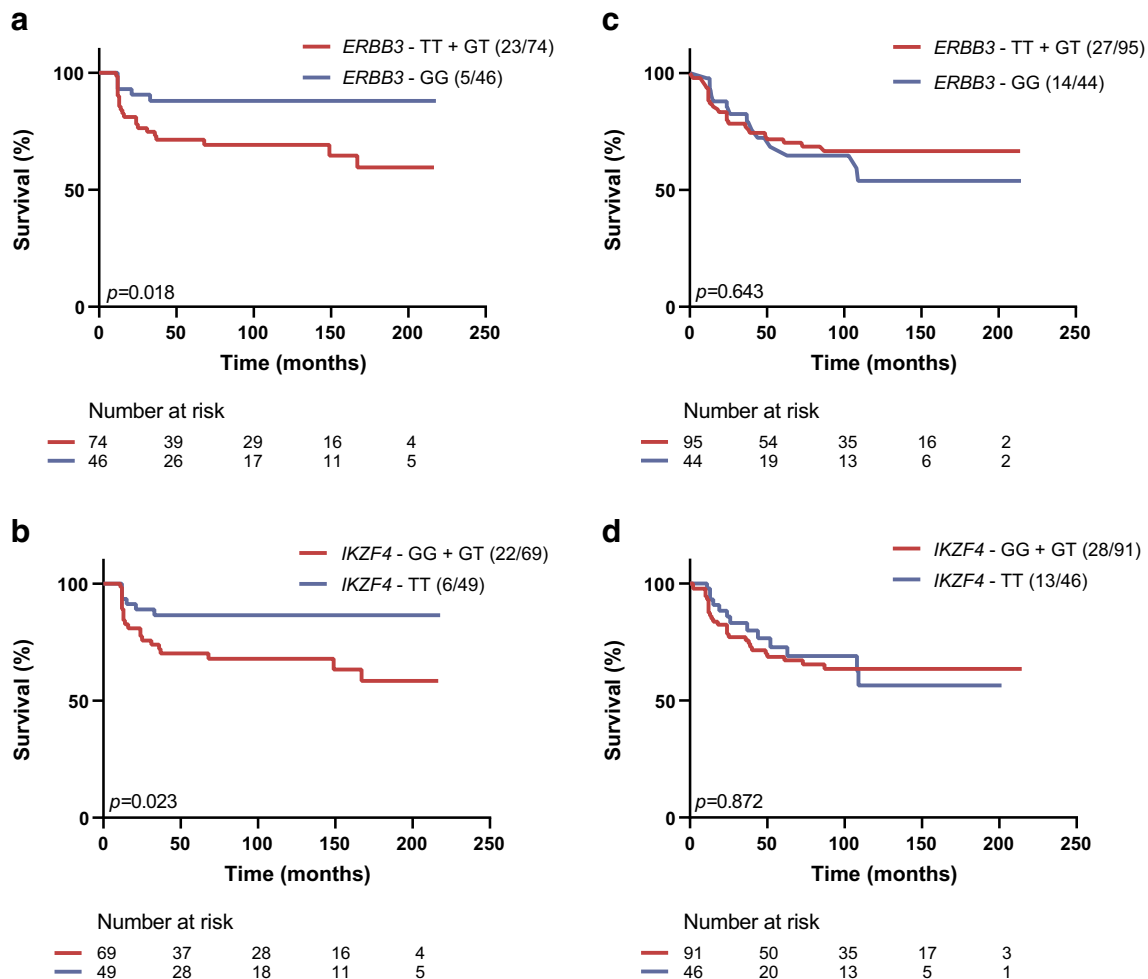 a
ERBB3 - TT + GT (23/74)
ERBB3 - GG (5/46)
100
50
0
Survival (%)
p=0.018
0 50 100 150 200 250
Time (months)
Number at risk
74 39 29 16 4
46 26 17 11 5
c
ERBB3 - TT + GT (27/95)
ERBB3 - GG (14/44)
100
50
0
Survival (%)
p=0.643
0 50 100 150 200 250
Time (months)
Number at risk
95 54 35 16 2
44 19 13 6 2
b
IKZF4 - GG + GT (22/69)
IKZF4 - TT (6/49)
100
50
0
Survival (%)
p=0.023
0 50 100 150 200 250
Time (months)
Number at risk
69 37 28 16 4
49 28 18 11 5
d
IKZF4 - GG + GT (28/91)
IKZF4 - TT (13/46)
100
50
0
Survival (%)
p=0.872
0 50 100 150 200 250
Time (months)
Number at risk
91 50 35 17 3
46 20 13 5 1